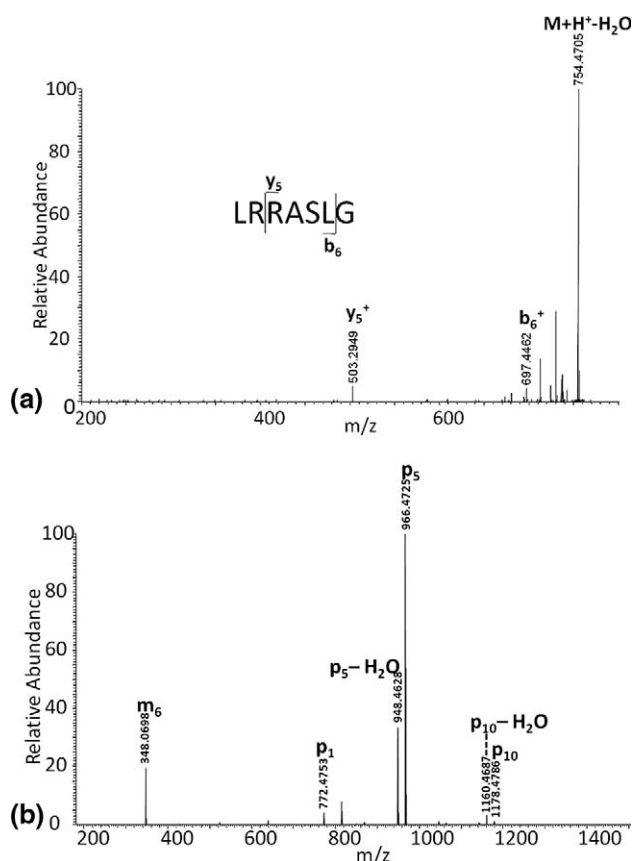 M+H⁺-H₂O
754.4705
100
80
60
40
20
0
Relative Abundance
y₅
LRRASLG
b₆
y₅⁺
503.2949
b₆⁺
697.4462
200 400 600
m/z
(a)
p₅
966.4725
100
80
60
40
20
0
Relative Abundance
p₅– H₂O
948.4628
m₆
348.0698
p₁
772.4753
p₁₀– H₂O
1160.4687
p₁₀
1178.4786
200 400 600 800 1000 1200 1400
m/z
(b)